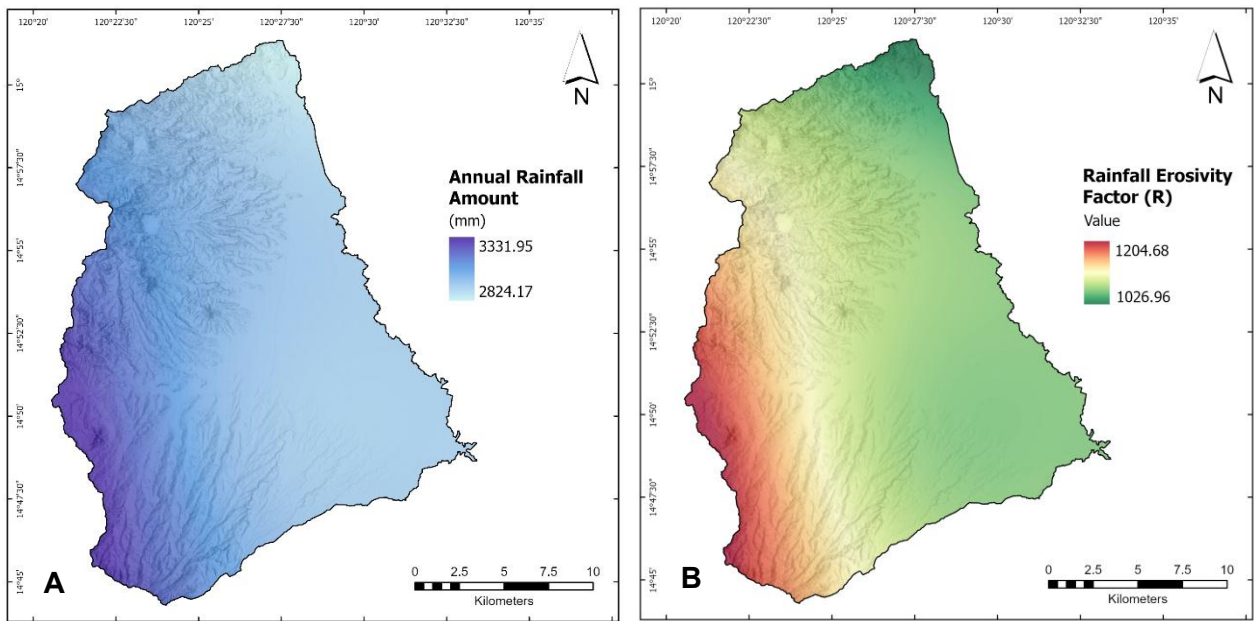 120°20' 120°22'30" 120°25' 120°27'30" 120°30' 120°32'30" 120°35'
15°
14°57'30"
14°55'
14°52'30"
14°50'
14°47'30"
14°45'
N
Annual Rainfall
Amount
(mm)
3331.95
2824.17
A
0 2.5 5 7.5 10
Kilometers
120°20' 120°22'30" 120°25' 120°27'30" 120°30' 120°32'30" 120°35'
15°
14°57'30"
14°55'
14°52'30"
14°50'
14°47'30"
14°45'
N
Rainfall Erosivity
Factor (R)
Value
1204.68
1026.96
B
0 2.5 5 7.5 10
Kilometers